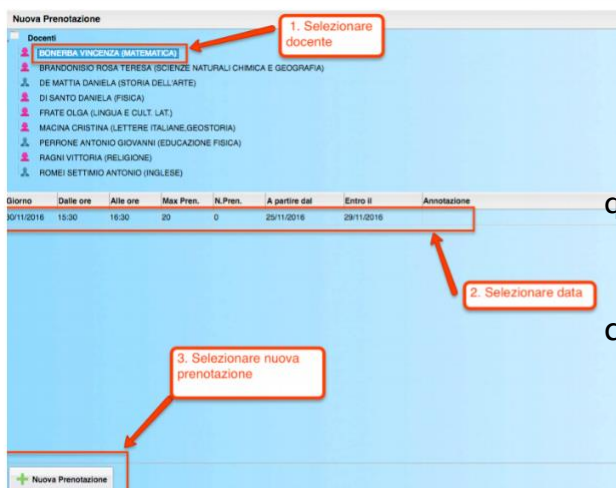 Nuova Prenotazione
1. Selezionare
docente
Docenti
BONERBA VINCENZA (MATEMATICA)
BRANDONISIO ROSA TERESA (SCIENZE NATURALI CHIMICA E GEOGRAFIA)
DE MATTIA DANIELA (STORIA DELL'ARTE)
DI SANTO DANIELA (FISICA)
FRATE OLGA (LINGUA E CULT. LAT.)
MACINA CRISTINA (LETTERE ITALIANE,GEOSTORIA)
PERRONE ANTONIO GIOVANNI (EDUCAZIONE FISICA)
RAGNI VITTORIA (RELIGIONE)
ROMEI SETTIMIO ANTONIO (INGLESE)
Giorno Dalle ore Alle ore Max Pren. N.Pren. A partire dal Entro il Annotazione
30/11/2016 15:30 16:30 20 0 25/11/2016 29/11/2016
2. Selezionare data
3. Selezionare nuova
prenotazione
Nuova Prenotazione